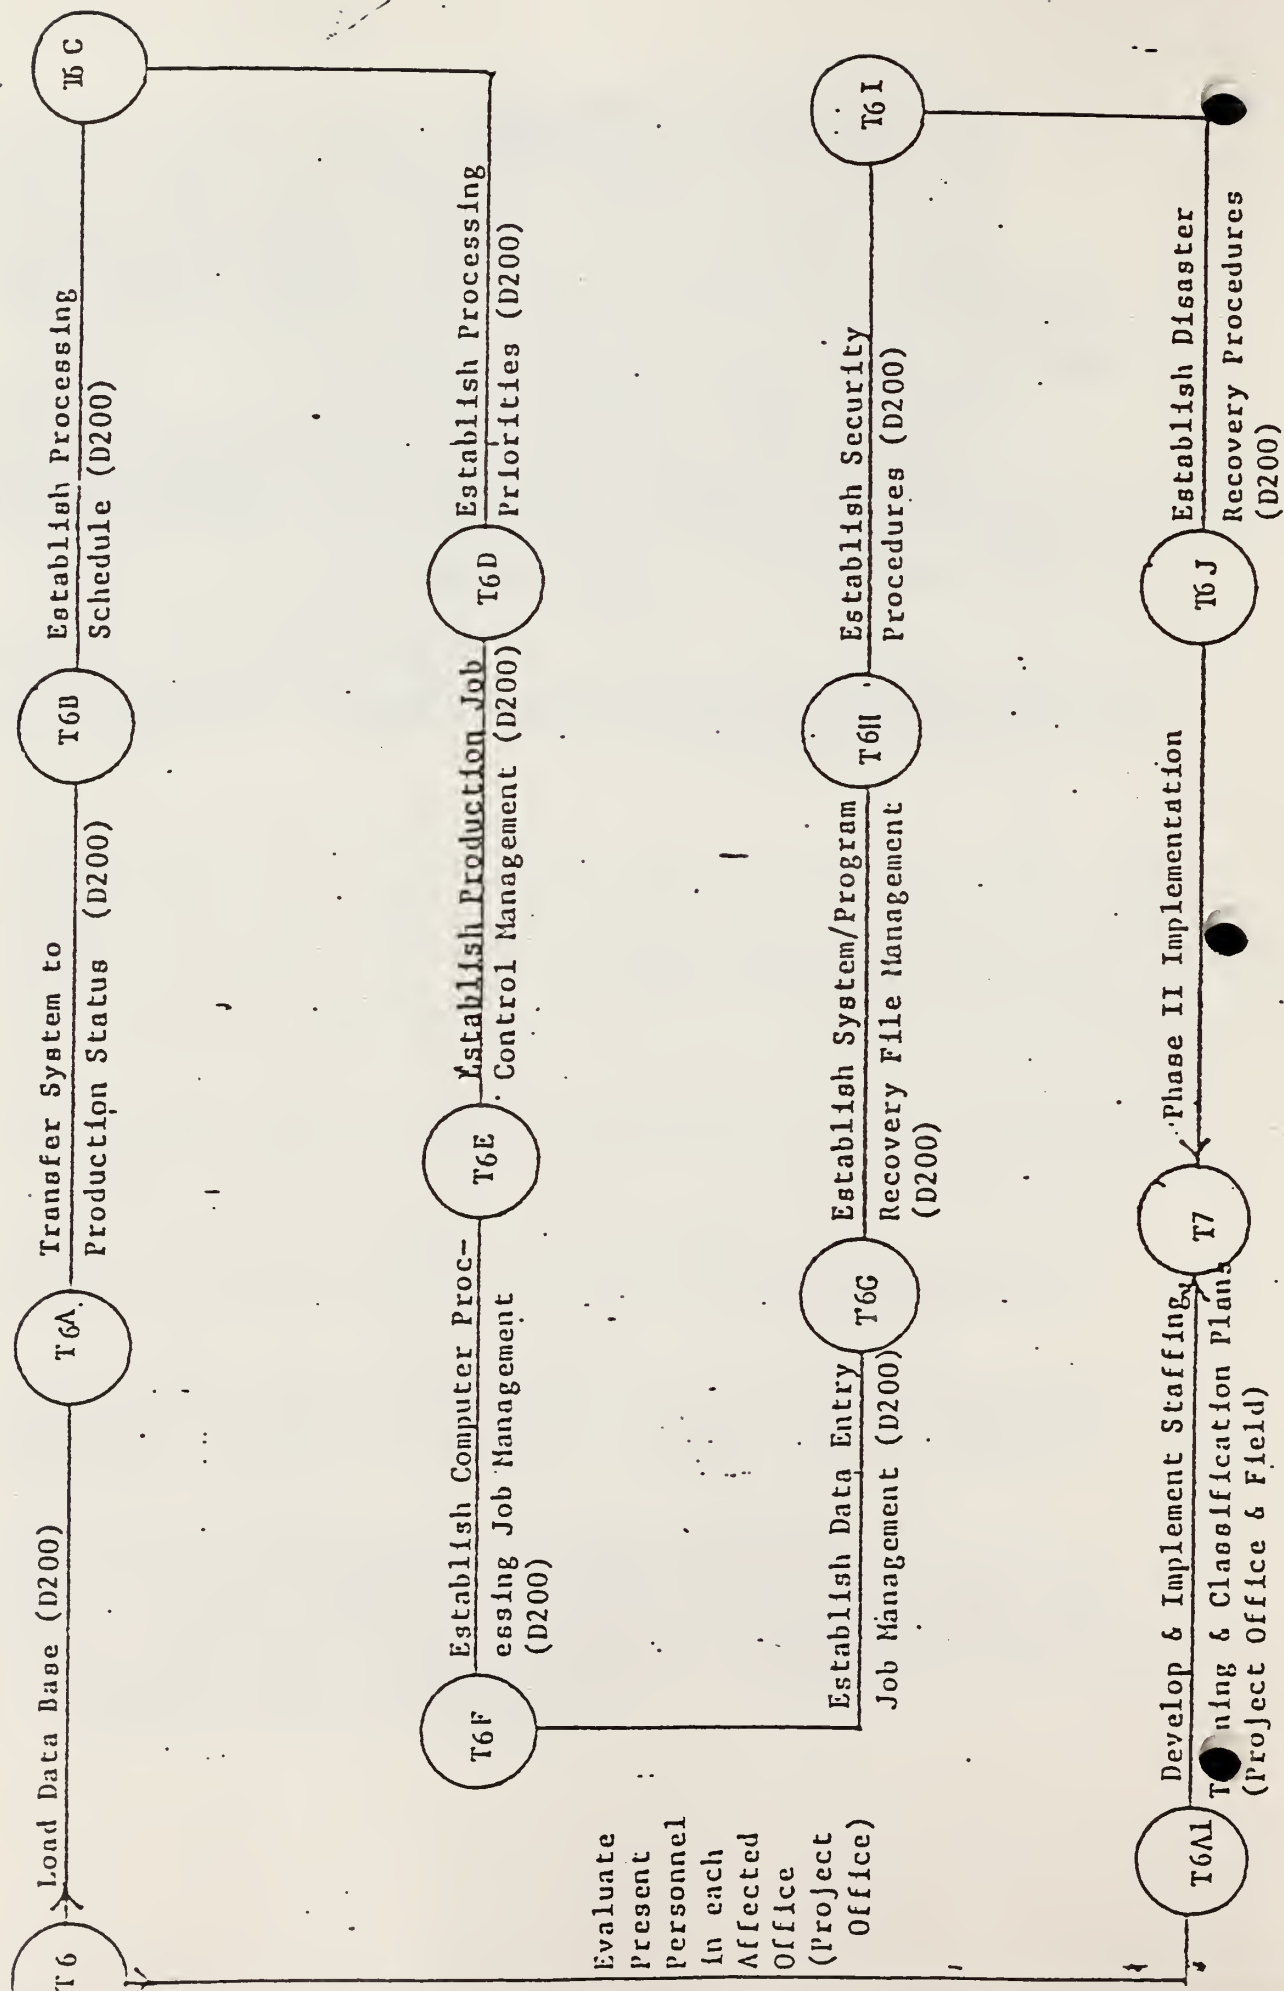 T6
Load Data Base (D200)
T6A
Transfer System to
Production Status (D200)
T6B
Establish Processing
Schedule (D200)
T6C
Establish Processing
Priorities (D200)
T6D
Establish Production Job
Control Management (D200)
T6E
Establish Computer Proc-
essing Job Management
(D200)
T6F
Establish Data Entry
Job Management (D200)
T6G
Establish System/Program
Recovery File Management
(D200)
T6H
Establish Security
Procedures (D200)
T6I
Establish Disaster
Recovery Procedures
(D200)
T6J
Phase II Implementation
T7
Evaluate
Present
Personnel
in each
Affected
Office
(Project
Office)
T6A1
Develop & Implement Staffing,
& Classification Plans
(Project Office & Field)